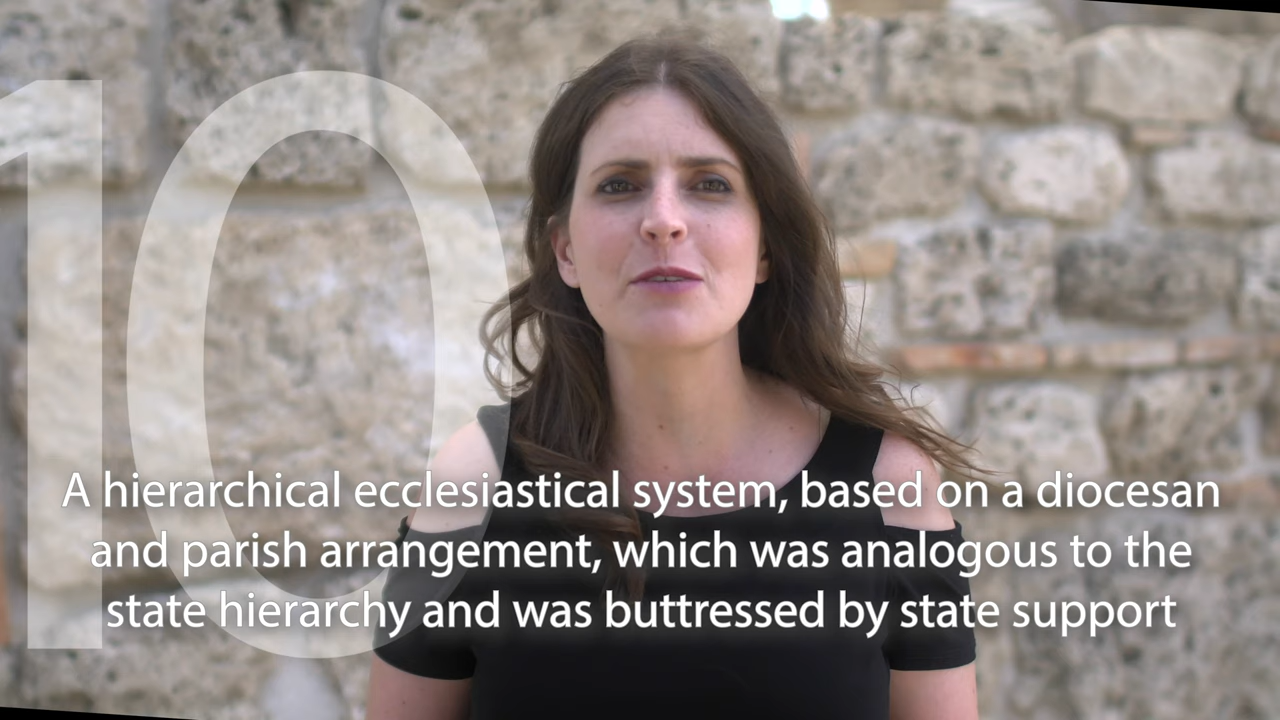 10
A hierarchical ecclesiastical system, based on a diocesan
and parish arrangement, which was analogous to the
state hierarchy and was buttressed by state support